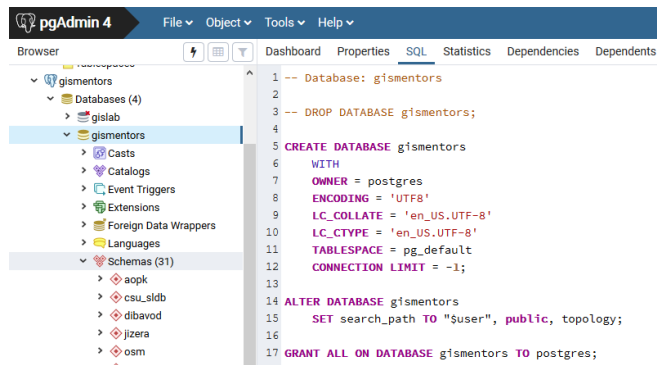 pgAdmin 4 File Object Tools Help
Browser
Dashboard Properties SQL Statistics Dependencies Dependents
gismentors
Databases (4)
gislab
gismentors
Casts
Catalogs
Event Triggers
Extensions
Foreign Data Wrappers
Languages
Schemas (31)
aopk
csu_sldb
dibavod
jizera
osm
1 -- Database: gismentors
2
3 -- DROP DATABASE gismentors;
4
5 CREATE DATABASE gismentors
6 WITH
7 OWNER = postgres
8 ENCODING = 'UTF8'
9 LC_COLLATE = 'en_US.UTF-8'
10 LC_CTYPE = 'en_US.UTF-8'
11 TABLESPACE = pg_default
12 CONNECTION LIMIT = -1;
13
14 ALTER DATABASE gismentors
15 SET search_path TO "$user", public, topology;
16
17 GRANT ALL ON DATABASE gismentors TO postgres;